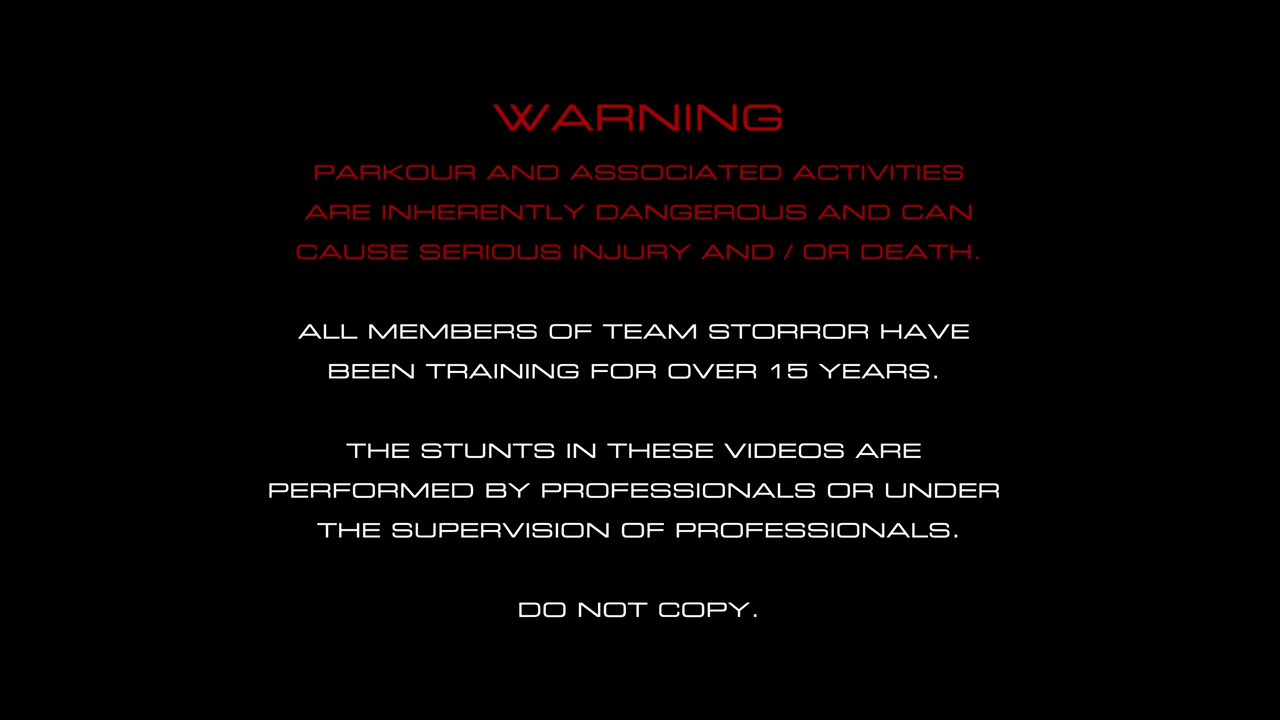 WARNING
PARKOUR AND ASSOCIATED ACTIVITIES
ARE INHERENTLY DANGEROUS AND CAN
CAUSE SERIOUS INJURY AND / OR DEATH.
ALL MEMBERS OF TEAM STORROR HAVE
BEEN TRAINING FOR OVER 15 YEARS.
THE STUNTS IN THESE VIDEOS ARE
PERFORMED BY PROFESSIONALS OR UNDER
THE SUPERVISION OF PROFESSIONALS.
DO NOT COPY.